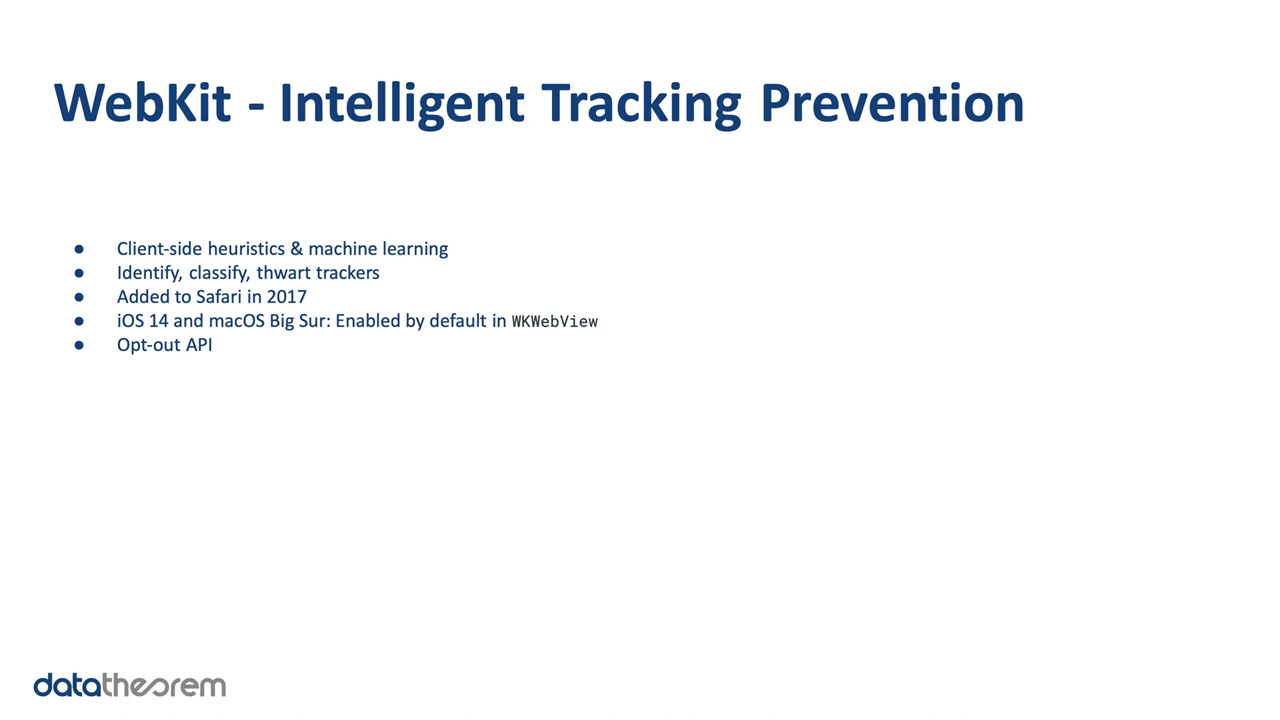 WebKit - Intelligent Tracking Prevention
● Client-side heuristics & machine learning
● Identify, classify, thwart trackers
● Added to Safari in 2017
● iOS 14 and macOS Big Sur: Enabled by default in WKWebView
● Opt-out API
datatheorem